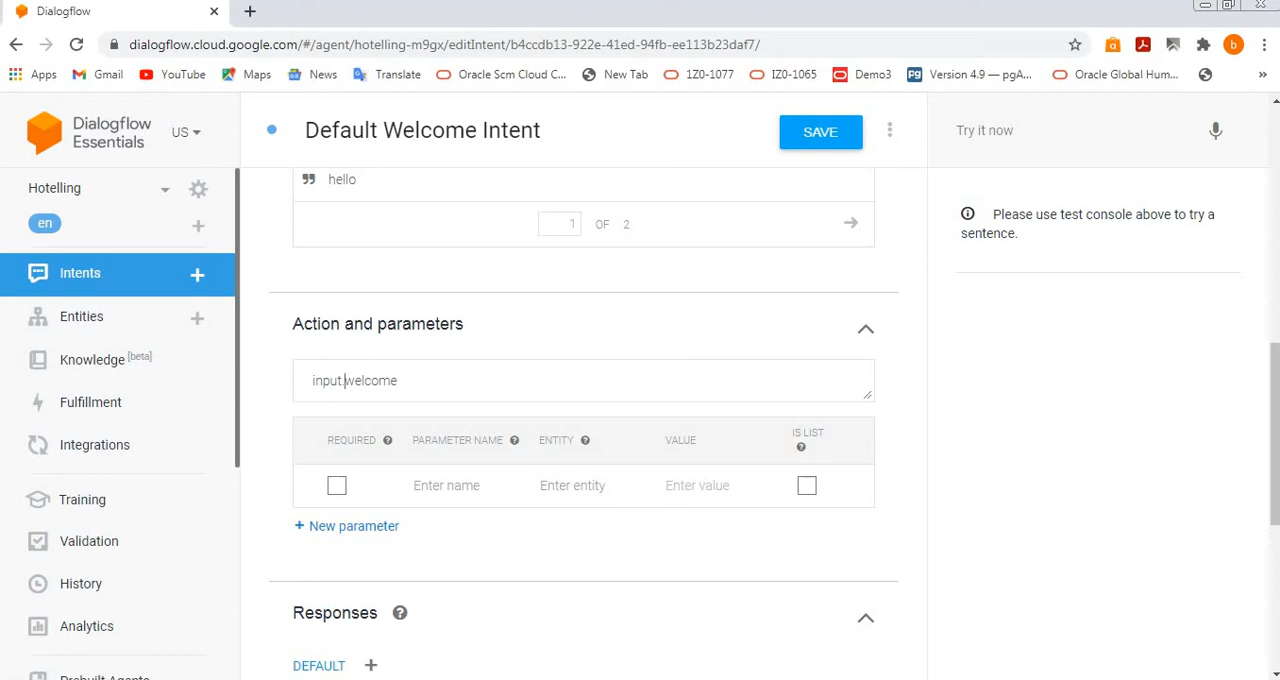 Dialogflow
dialogflow.cloud.google.com/#/agent/hotelling-m9gx/editIntent/b4ccdb13-922e-41ed-94fb-ee113b23daf7/
b
Apps
Gmail
YouTube
Maps
News
Translate
Oracle Scm Cloud C...
New Tab
1Z0-1077
IZ0-1065
Demo3
Version 4.9 — pgA...
Oracle Global Hum...
»
Dialogflow
Essentials
US
Default Welcome Intent
SAVE
Try it now
Hotelling
en
Intents
Entities
Knowledge [beta]
Fulfillment
Integrations
Training
Validation
History
Analytics
Prebuilt Agents
hello
1 OF 2
Action and parameters
input.welcome
REQUIRED
PARAMETER NAME
ENTITY
VALUE
IS LIST
Enter name
Enter entity
Enter value
+ New parameter
Responses
DEFAULT
Please use test console above to try a
sentence.